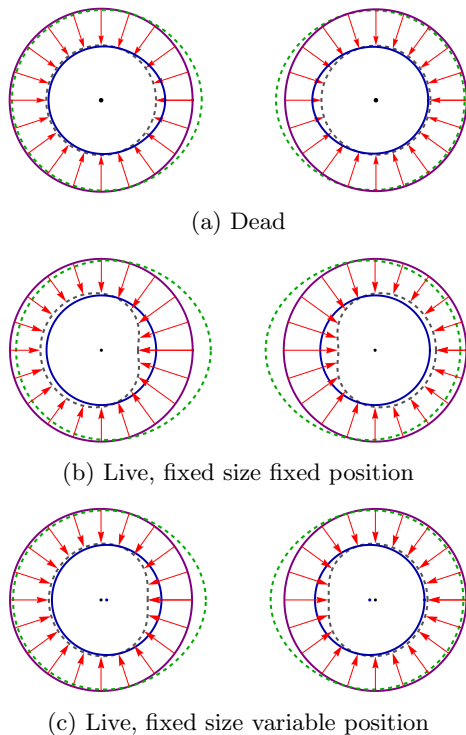 (a) Dead
(b) Live, fixed size fixed position
(c) Live, fixed size variable position